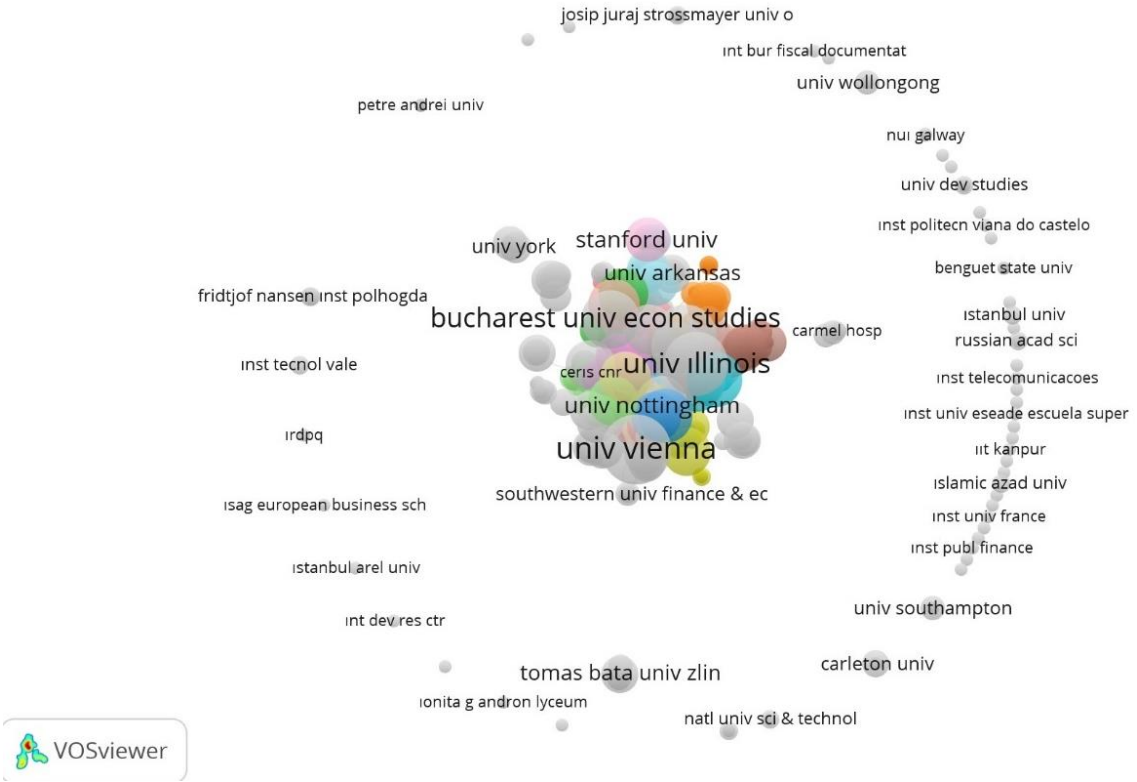 josip juraj strossmayer univ o
ınt bur fiscal documentat
univ wollongong
petre andrei univ
nuı galway
univ dev studies
ınst politecn viana do castelo
univ york
stanford univ
benguet state univ
univ arkansas
fridtjof nansen ınst polhogda
bucharest univ econ studies
ıstanbul univ
carmel hosp
russian acad sci
ınst tecnol vale
cerıs cnr
univ ıllinois
ınst telecomunicacoes
univ nottingham
ınst univ eseade escuela super
ırdpq
univ vienna
ııt kanpur
ıslamic azad univ
southwestern univ finance & ec
ısag european business sch
ınst univ france
ınst publ finance
ıstanbul arel univ
univ southampton
ınt dev res ctr
carleton univ
tomas bata univ zlin
ıonita g andron lyceum
natl univ sci & technol
VOSviewer